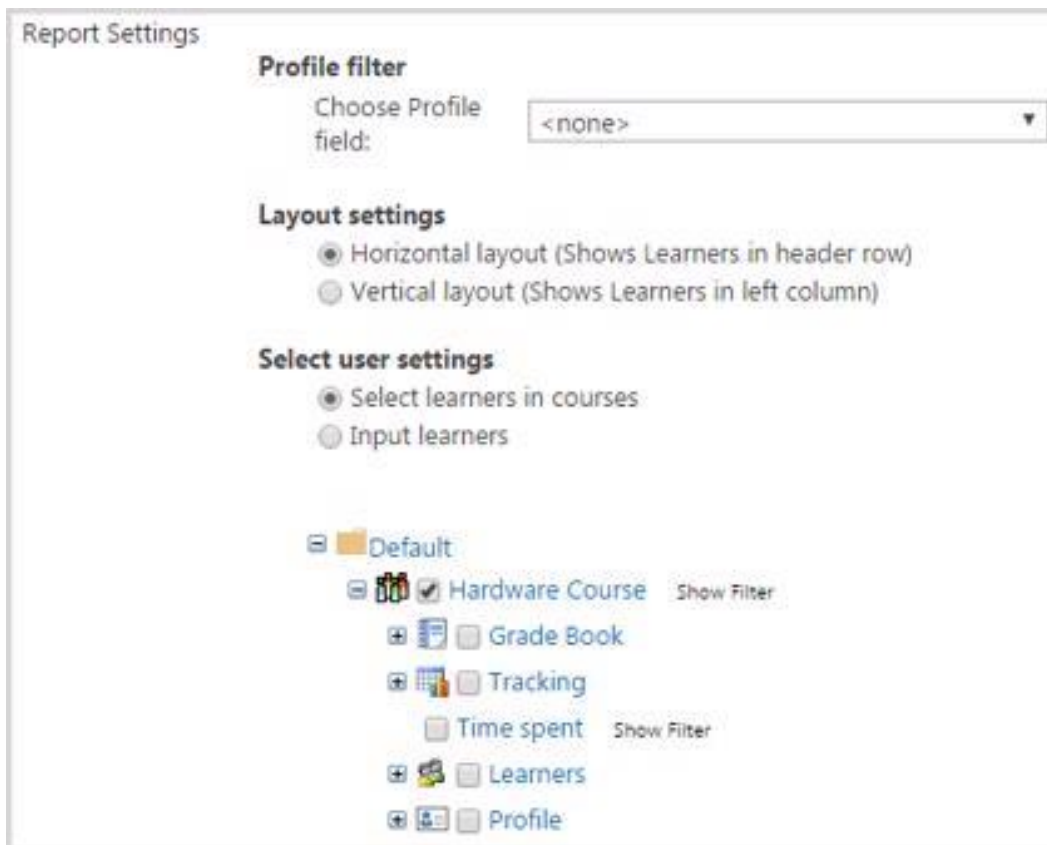 Report Settings
Profile filter
Choose Profile
field:
<none>
Layout settings
Horizontal layout (Shows Learners in header row)
Vertical layout (Shows Learners in left column)
Select user settings
Select learners in courses
Input learners
Default
Hardware Course Show Filter
Grade Book
Tracking
Time spent Show Filter
Learners
Profile